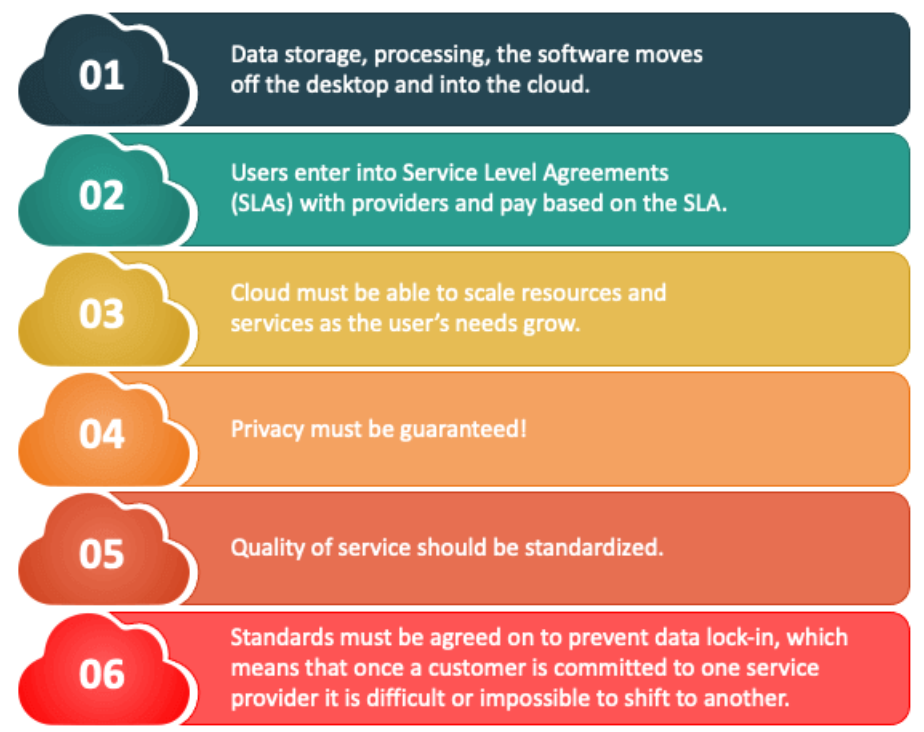 01
Data storage, processing, the software moves
off the desktop and into the cloud.
02
Users enter into Service Level Agreements
(SLAs) with providers and pay based on the SLA.
03
Cloud must be able to scale resources and
services as the user’s needs grow.
04
Privacy must be guaranteed!
05
Quality of service should be standardized.
06
Standards must be agreed on to prevent data lock-in, which
means that once a customer is committed to one service
provider it is difficult or impossible to shift to another.